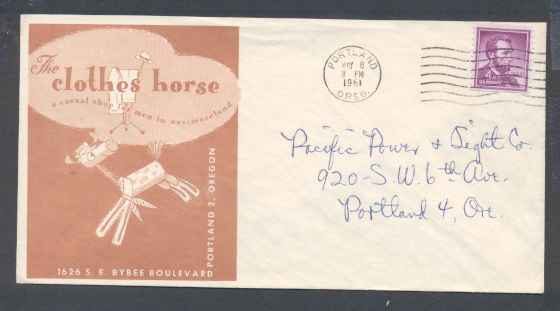 The
clothes horse
a casual shop for men in westmoreland
PORTLAND 2, OREGON
1626 S. E. BYBEE BOULEVARD
PORTLAND
MAY 8
8 PM
1961
OREG.
4¢
Pacific Power & Light Co.
920 - S.W. 6th Ave.
Portland 4, Ore.